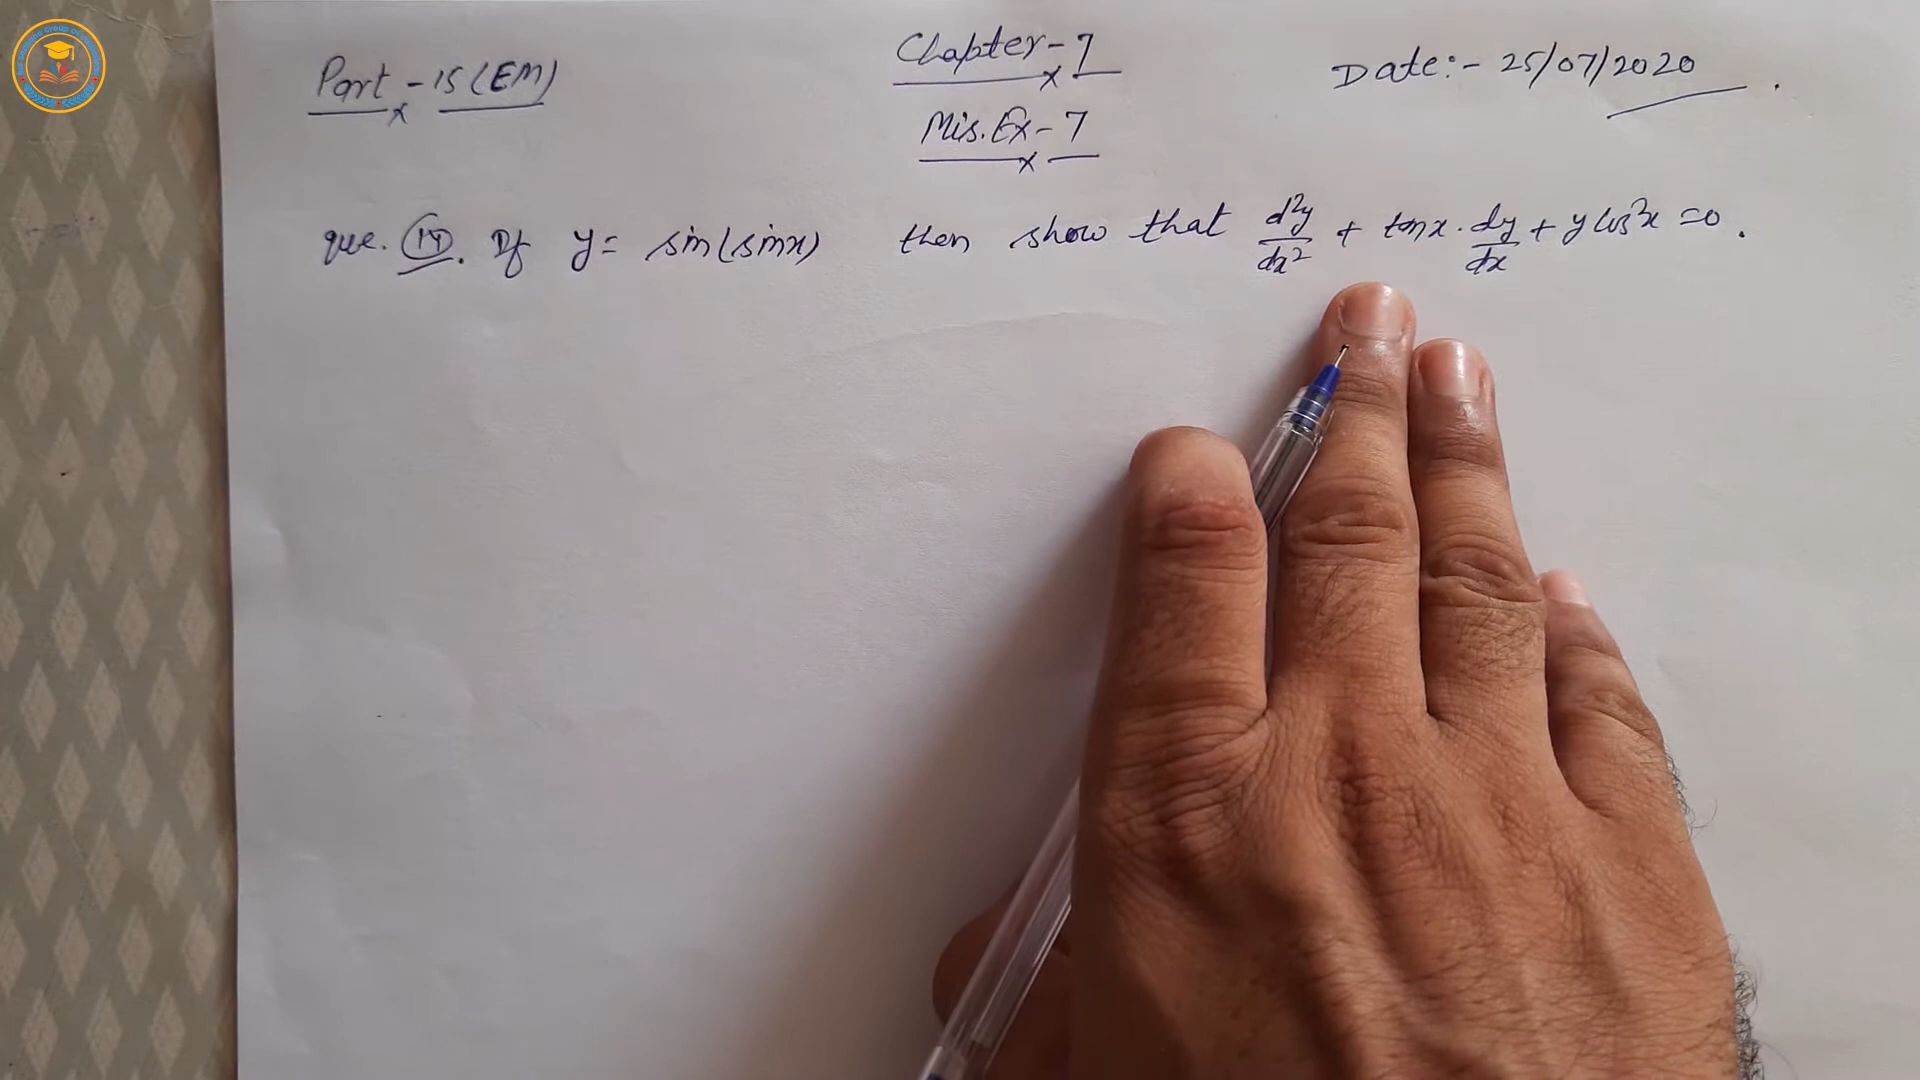 Part - 15 (EM)
Chapter - 7
Date :- 25/07/2020
Mis. Ex - 7
que. If y = sin(sinx) then show that d²y/dx² + tanx . dy/dx + y cos²x = 0 .